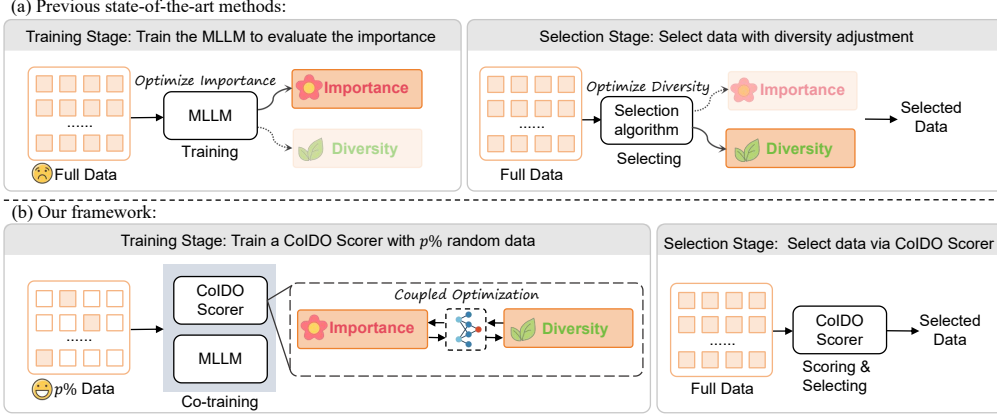 (a) Previous state-of-the-art methods:
Training Stage: Train the MLLM to evaluate the importance
Optimize Importance
......
MLLM
Training
Importance
Diversity
Full Data
Selection Stage: Select data with diversity adjustment
Optimize Diversity
......
Selection
algorithm
Selecting
Importance
Diversity
Full Data
Selected
Data
(b) Our framework:
Training Stage: Train a CoIDO Scorer with p% random data
......
p% Data
CoIDO
Scorer
MLLM
Co-training
Coupled Optimization
Importance
Diversity
Selection Stage: Select data via CoIDO Scorer
......
Full Data
CoIDO
Scorer
Scoring &
Selecting
Selected
Data